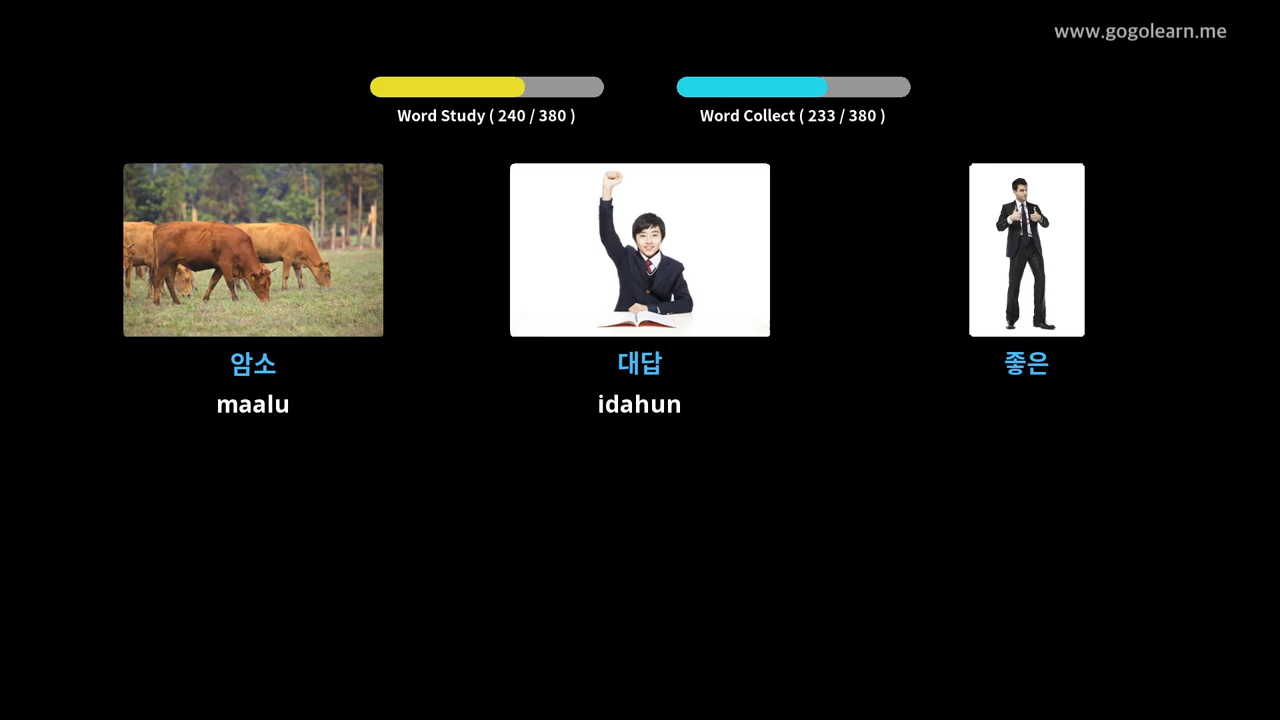 www.gogolearn.me
Word Study ( 240 / 380 )
Word Collect ( 233 / 380 )
암소
대답
좋은
maalu
idahun